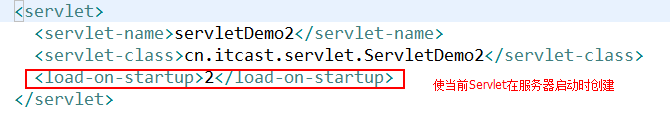 <servlet>
<servlet-name>servletDemo2</servlet-name>
<servlet-class>cn.itcast.servlet.ServletDemo2</servlet-class>
<load-on-startup>2</load-on-startup> 使当前Servlet在服务器启动时创建
</servlet>